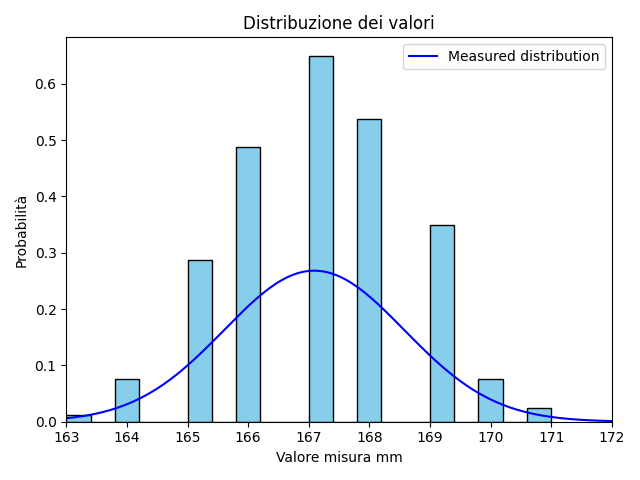 Distribuzione dei valori
Measured distribution
Probabilità
0.6
0.5
0.4
0.3
0.2
0.1
0.0
163 164 165 166 167 168 169 170 171 172
Valore misura mm